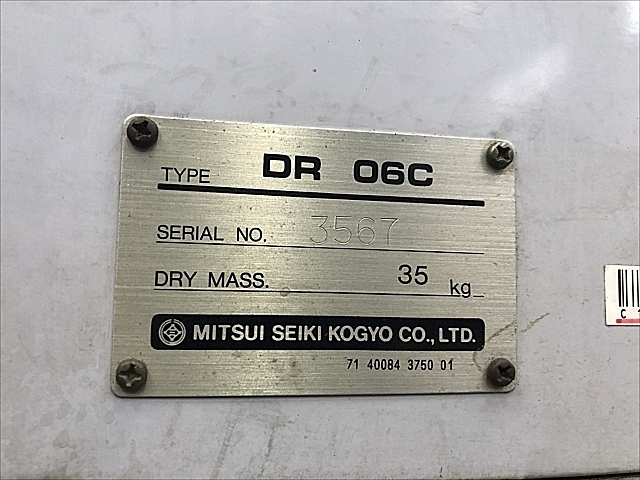 TYPE DR 06C
SERIAL NO. 3567
DRY MASS. 35 kg
MITSUI SEIKI KOGYO CO., LTD.
71 40084 3750 01
C